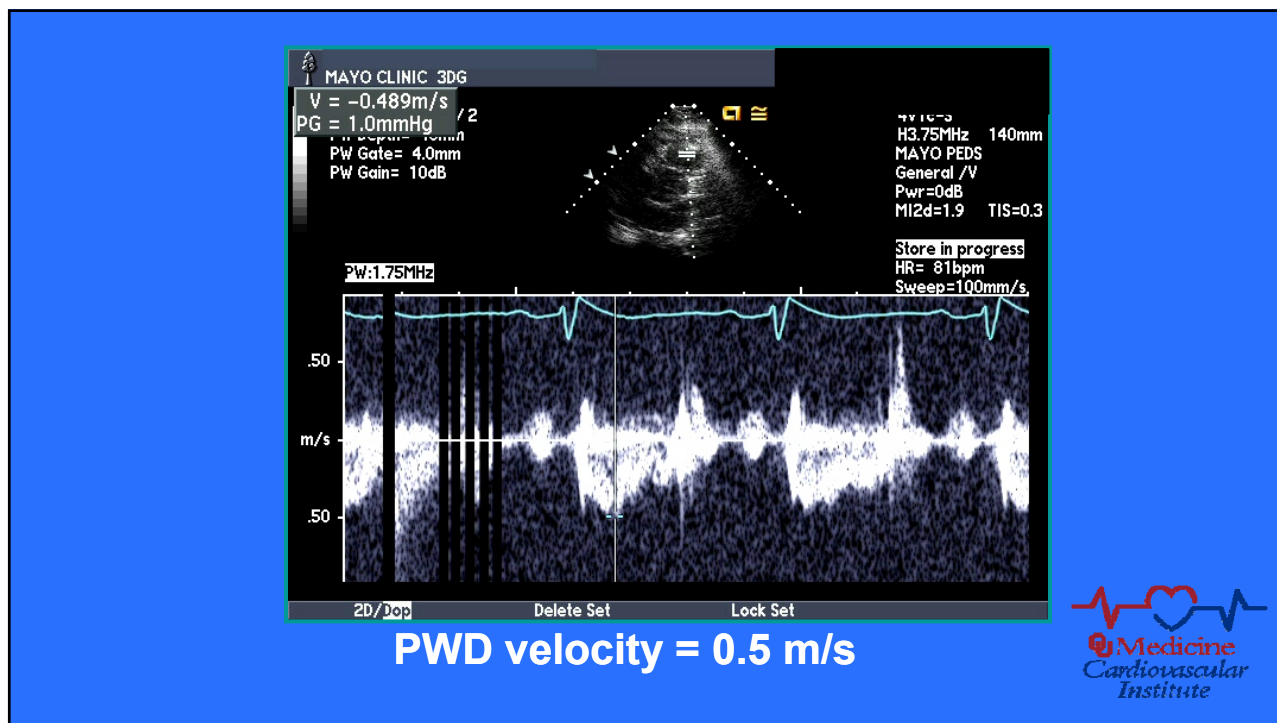 MAYO CLINIC 3DG
V = -0.489m/s
PG = 1.0mmHg
/ 2
PW Gate= 4.0mm
PW Gain= 10dB
H3.75MHz 140mm
MAYO PEDS
General /V
Pwr=0dB
MI2d=1.9 TIS=0.3
Store in progress
HR= 81bpm
Sweep=100mm/s
PW:1.75MHz
.50
m/s
.50
2D/Dop Delete Set Lock Set
PWD velocity = 0.5 m/s
OU Medicine
Cardiovascular
Institute